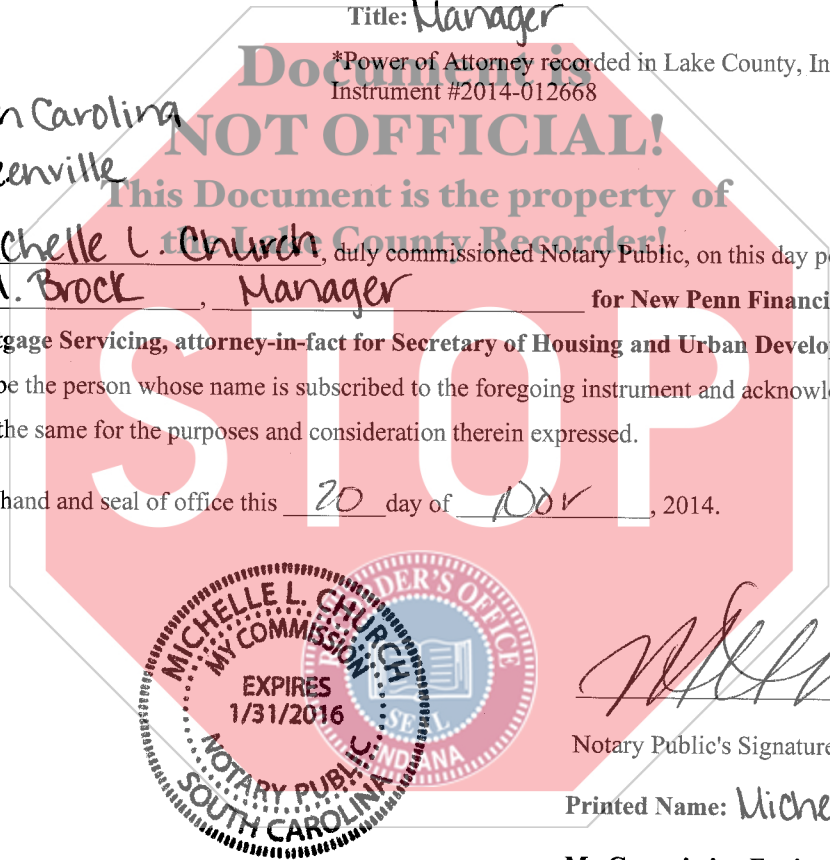 Title: Manager
*Power of Attorney recorded in Lake County, In
Instrument #2014-012668
Document is
NOT OFFICIAL!
This Document is the property of
the Lake County Recorder!
STOP
n Carolina
enville
chelle L. Church, duly commissioned Notary Public, on this day p
. Brock, Manager for New Penn Financi
gage Servicing, attorney-in-fact for Secretary of Housing and Urban Develo
be the person whose name is subscribed to the foregoing instrument and acknowl
the same for the purposes and consideration therein expressed.
hand and seal of office this 20 day of Nov, 2014.
MICHELLE L. CHURCH
MY COMMISSION
EXPIRES
1/31/2016
NOTARY PUBLIC
SOUTH CAROLINA
RECORDER'S OFFICE
SEAL
INDIANA
Notary Public's Signature
Printed Name: Miche